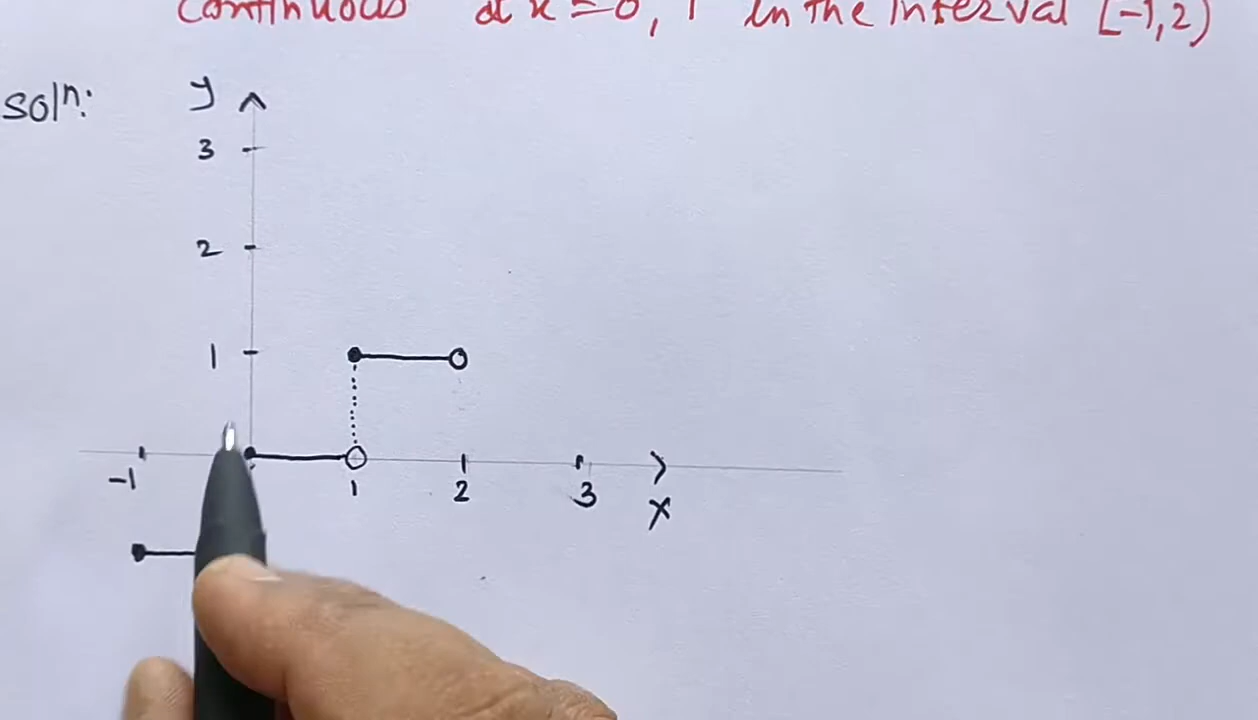 continuous at x=0, 1 in the interval [-1,2)
soln:
y
3
2
1
-1
1
2
3
x